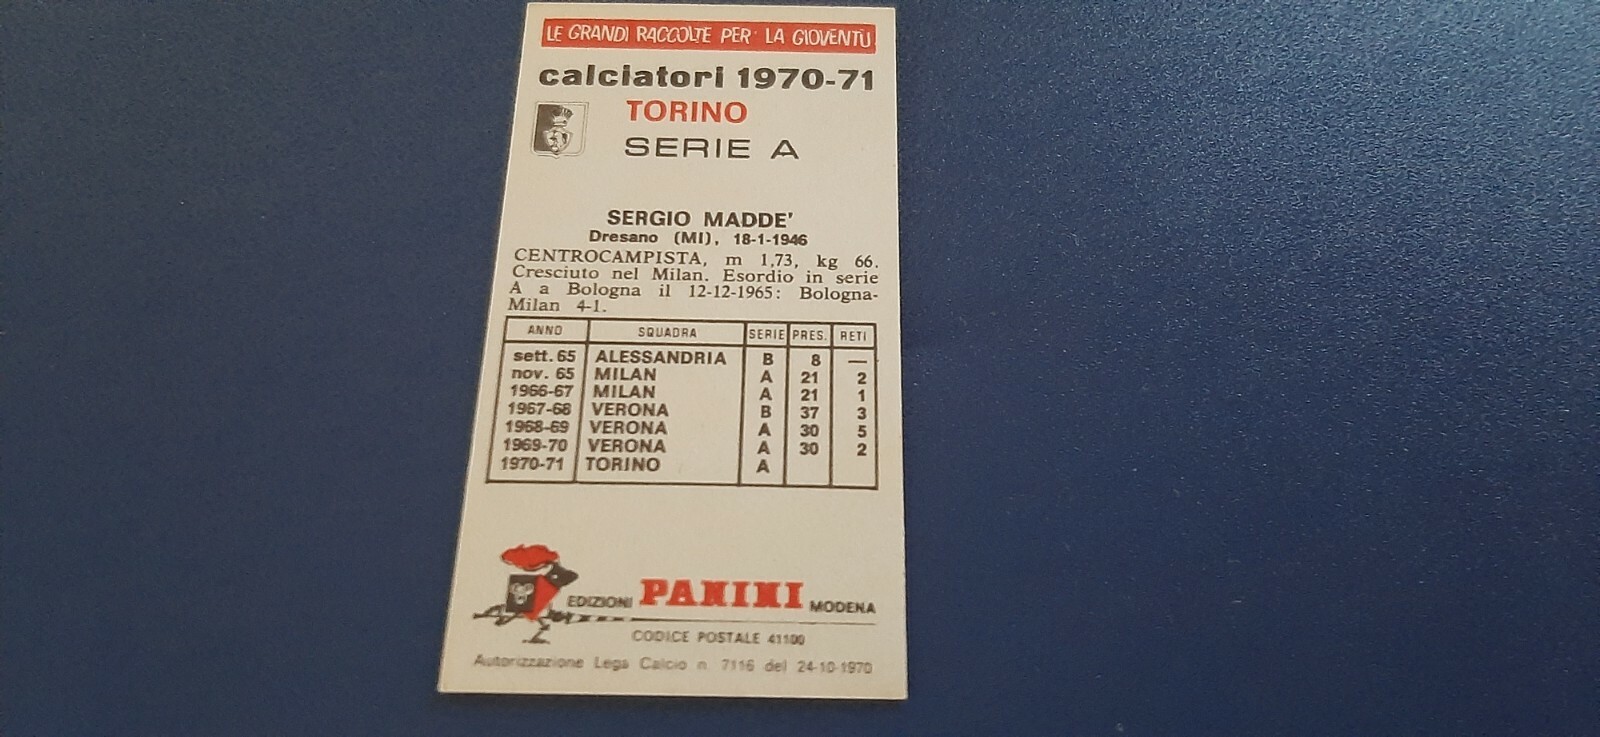 LE GRANDI RACCOLTE PER LA GIOVENTÙ
calciatori 1970-71
TORINO
SERIE A
SERGIO MADDE'
Dresano (MI), 18-1-1946
CENTROCAMPISTA, m 1,73, kg 66.
Cresciuto nel Milan. Esordio in serie
A a Bologna il 12-12-1965: Bologna-
Milan 4-1.
ANNO SQUADRA SERIE PRES. RETI
sett. 65 ALESSANDRIA B 8 —
nov. 65 MILAN A 21 2
1966-67 MILAN A 21 1
1967-68 VERONA B 37 3
1968-69 VERONA A 30 5
1969-70 VERONA A 30 2
1970-71 TORINO A
EDIZIONI PANINI MODENA
CODICE POSTALE 41100
Autorizzazione Lega Calcio n. 7116 del 24-10-1970